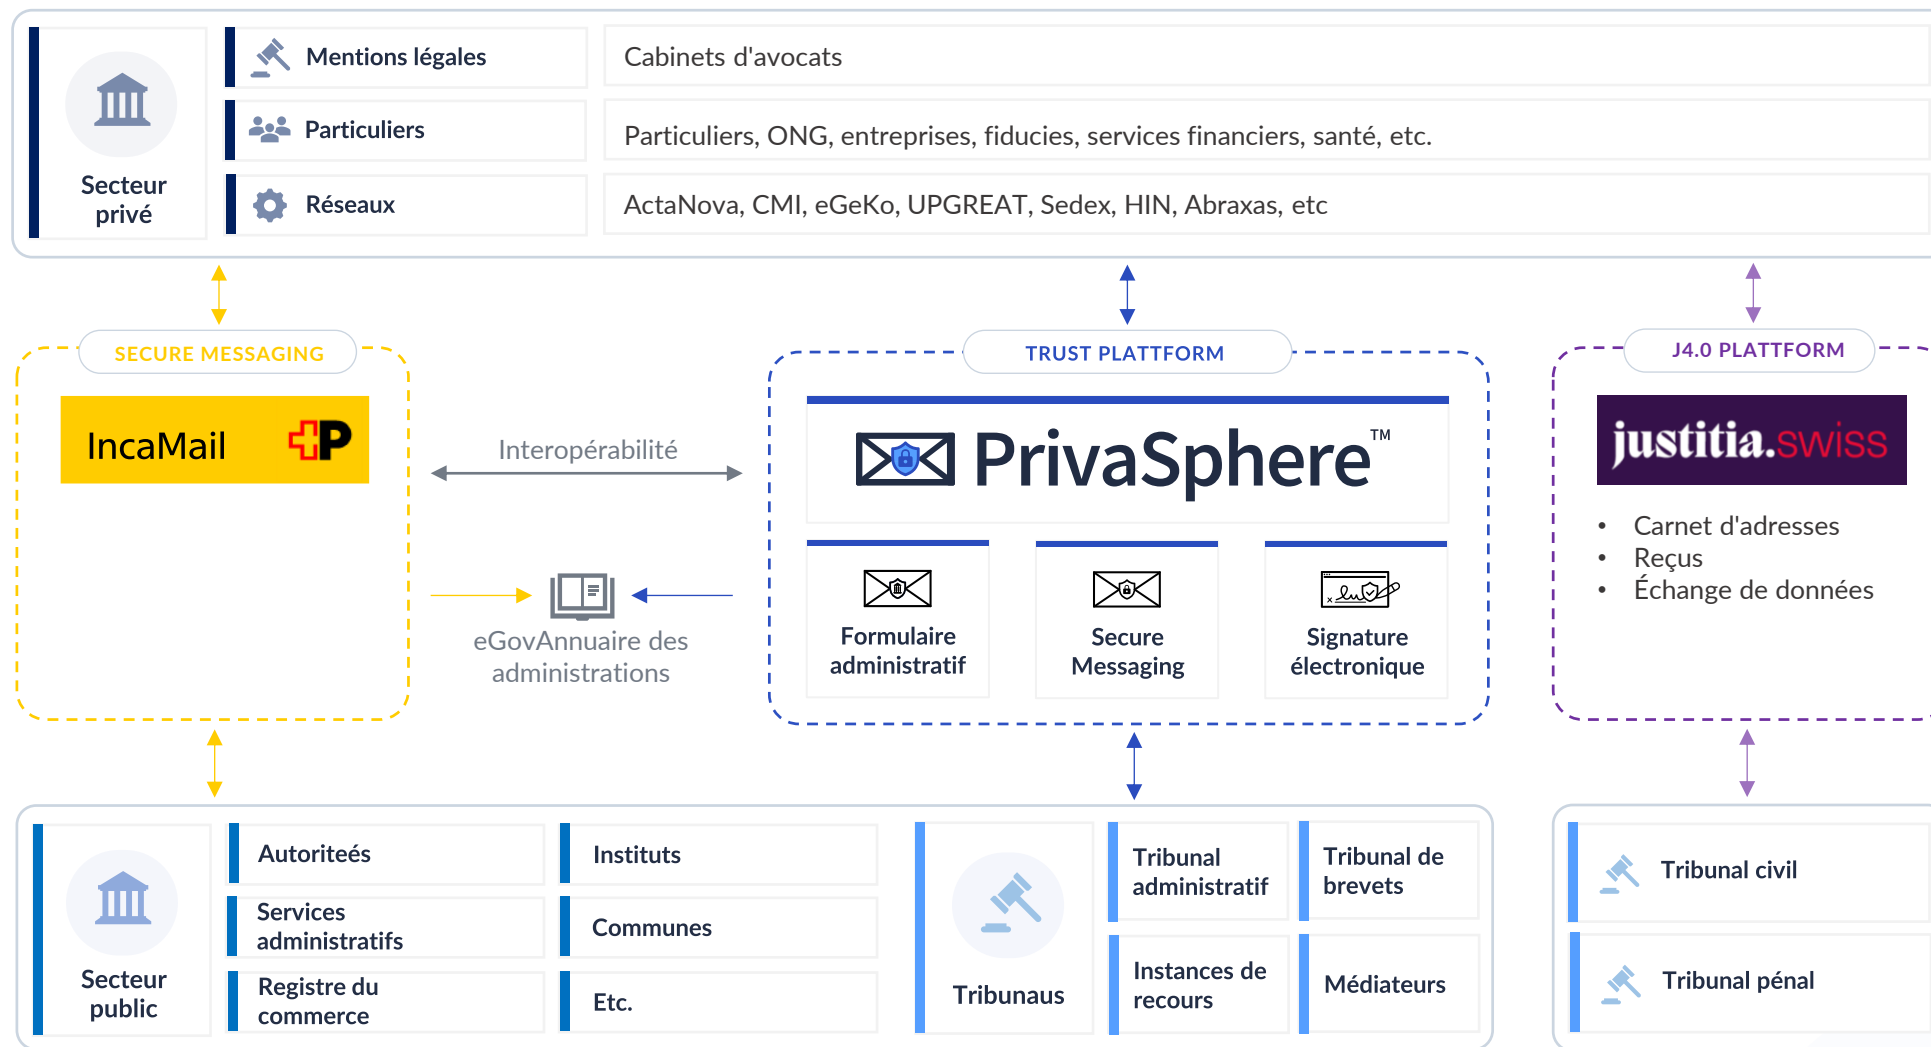 Secteur
privé
Mentions légales
Cabinets d'avocats
Particuliers
Particuliers, ONG, entreprises, fiducies, services financiers, santé, etc.
Réseaux
ActaNova, CMI, eGeKo, UPGREAT, Sedex, HIN, Abraxas, etc
SECURE MESSAGING
IncaMail
P
Interopérabilité
eGovAnnuaire des
administrations
TRUST PLATTFORM
PrivaSphere™
Formulaire
administratif
Secure
Messaging
Signature
électronique
J4.0 PLATTFORM
justitia.swiss
• Carnet d'adresses
• Reçus
• Échange de données
Secteur
public
Autoriteés
Instituts
Services
administratifs
Communes
Registre du
commerce
Etc.
Tribunaus
Tribunal
administratif
Tribunal de
brevets
Instances de
recours
Médiateurs
Tribunal civil
Tribunal pénal